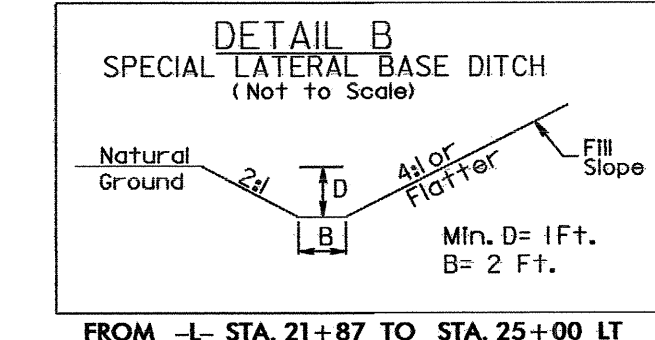 DETAIL B
SPECIAL LATERAL BASE DITCH
(Not to Scale)
Natural
Ground
2:1
D
4:1 or
Flatter
Fill
Slope
B
Min. D= 1Ft.
B= 2 Ft.
FROM -L- STA. 21+87 TO STA. 25+00 LT